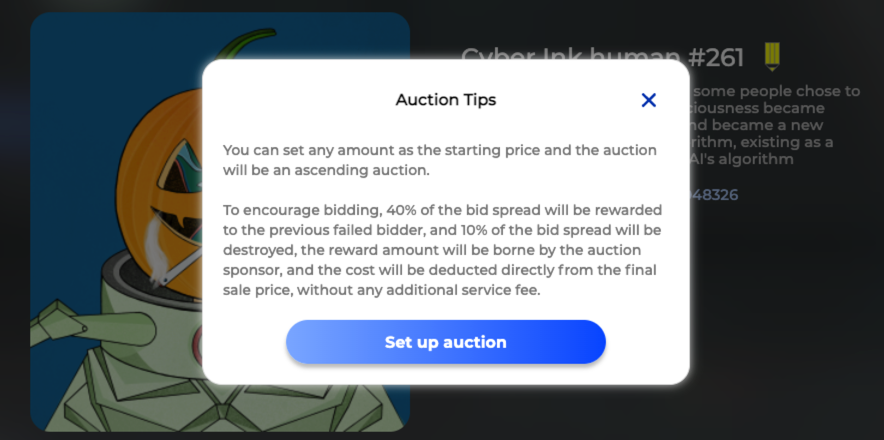 Cyber Ink human #261
Auction Tips
some people chose to
You can set any amount as the starting price and the auction
will be an ascending auction.
became
and became a new
existing as a
AI's algorithm
48326
To encourage bidding, 40% of the bid spread will be rewarded
to the previous failed bidder, and 10% of the bid spread will be
destroyed, the reward amount will be borne by the auction
sponsor, and the cost will be deducted directly from the final
sale price, without any additional service fee.
Set up auction